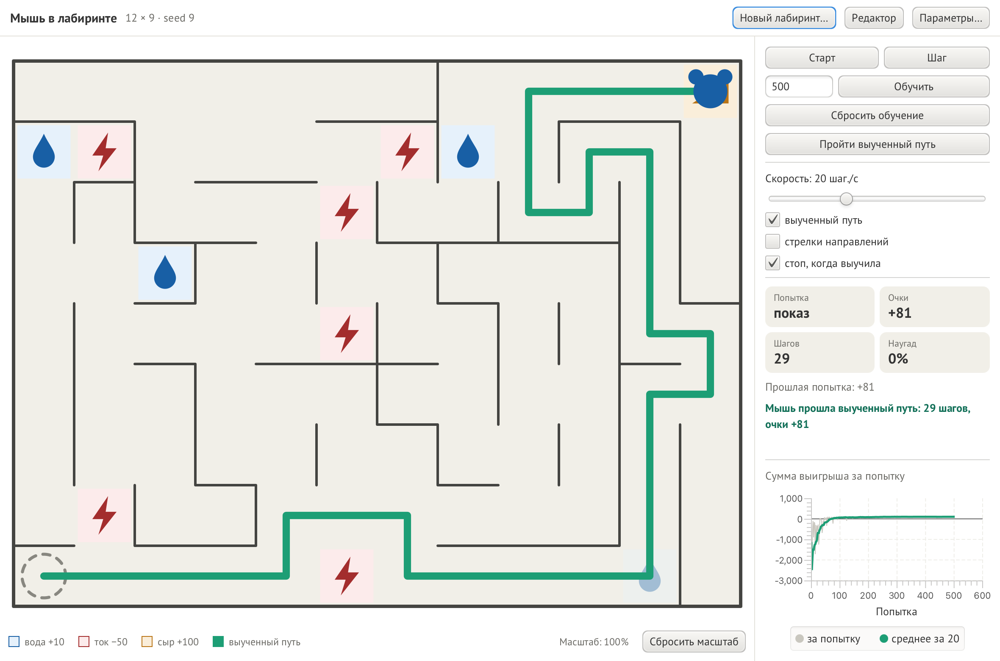 Мышь в лабиринте 12 × 9 · seed 9
Новый лабиринт... Редактор Параметры...
Старт Шаг
500 Обучить
Сбросить обучение
Пройти выученный путь
Скорость: 20 шаг./с
выученный путь
стрелки направлений
стоп, когда выучила
Попытка Очки
показ +81
Шагов Наугад
29 0%
Прошлая попытка: +81
Мышь прошла выученный путь: 29 шагов,
очки +81
Сумма выигрыша за попытку
1,000
0
-1,000
-2,000
-3,000
0 100 200 300 400 500 600
Попытка
за попытку среднее за 20
вода +10 ток −50 сыр +100 выученный путь Масштаб: 100% Сбросить масштаб